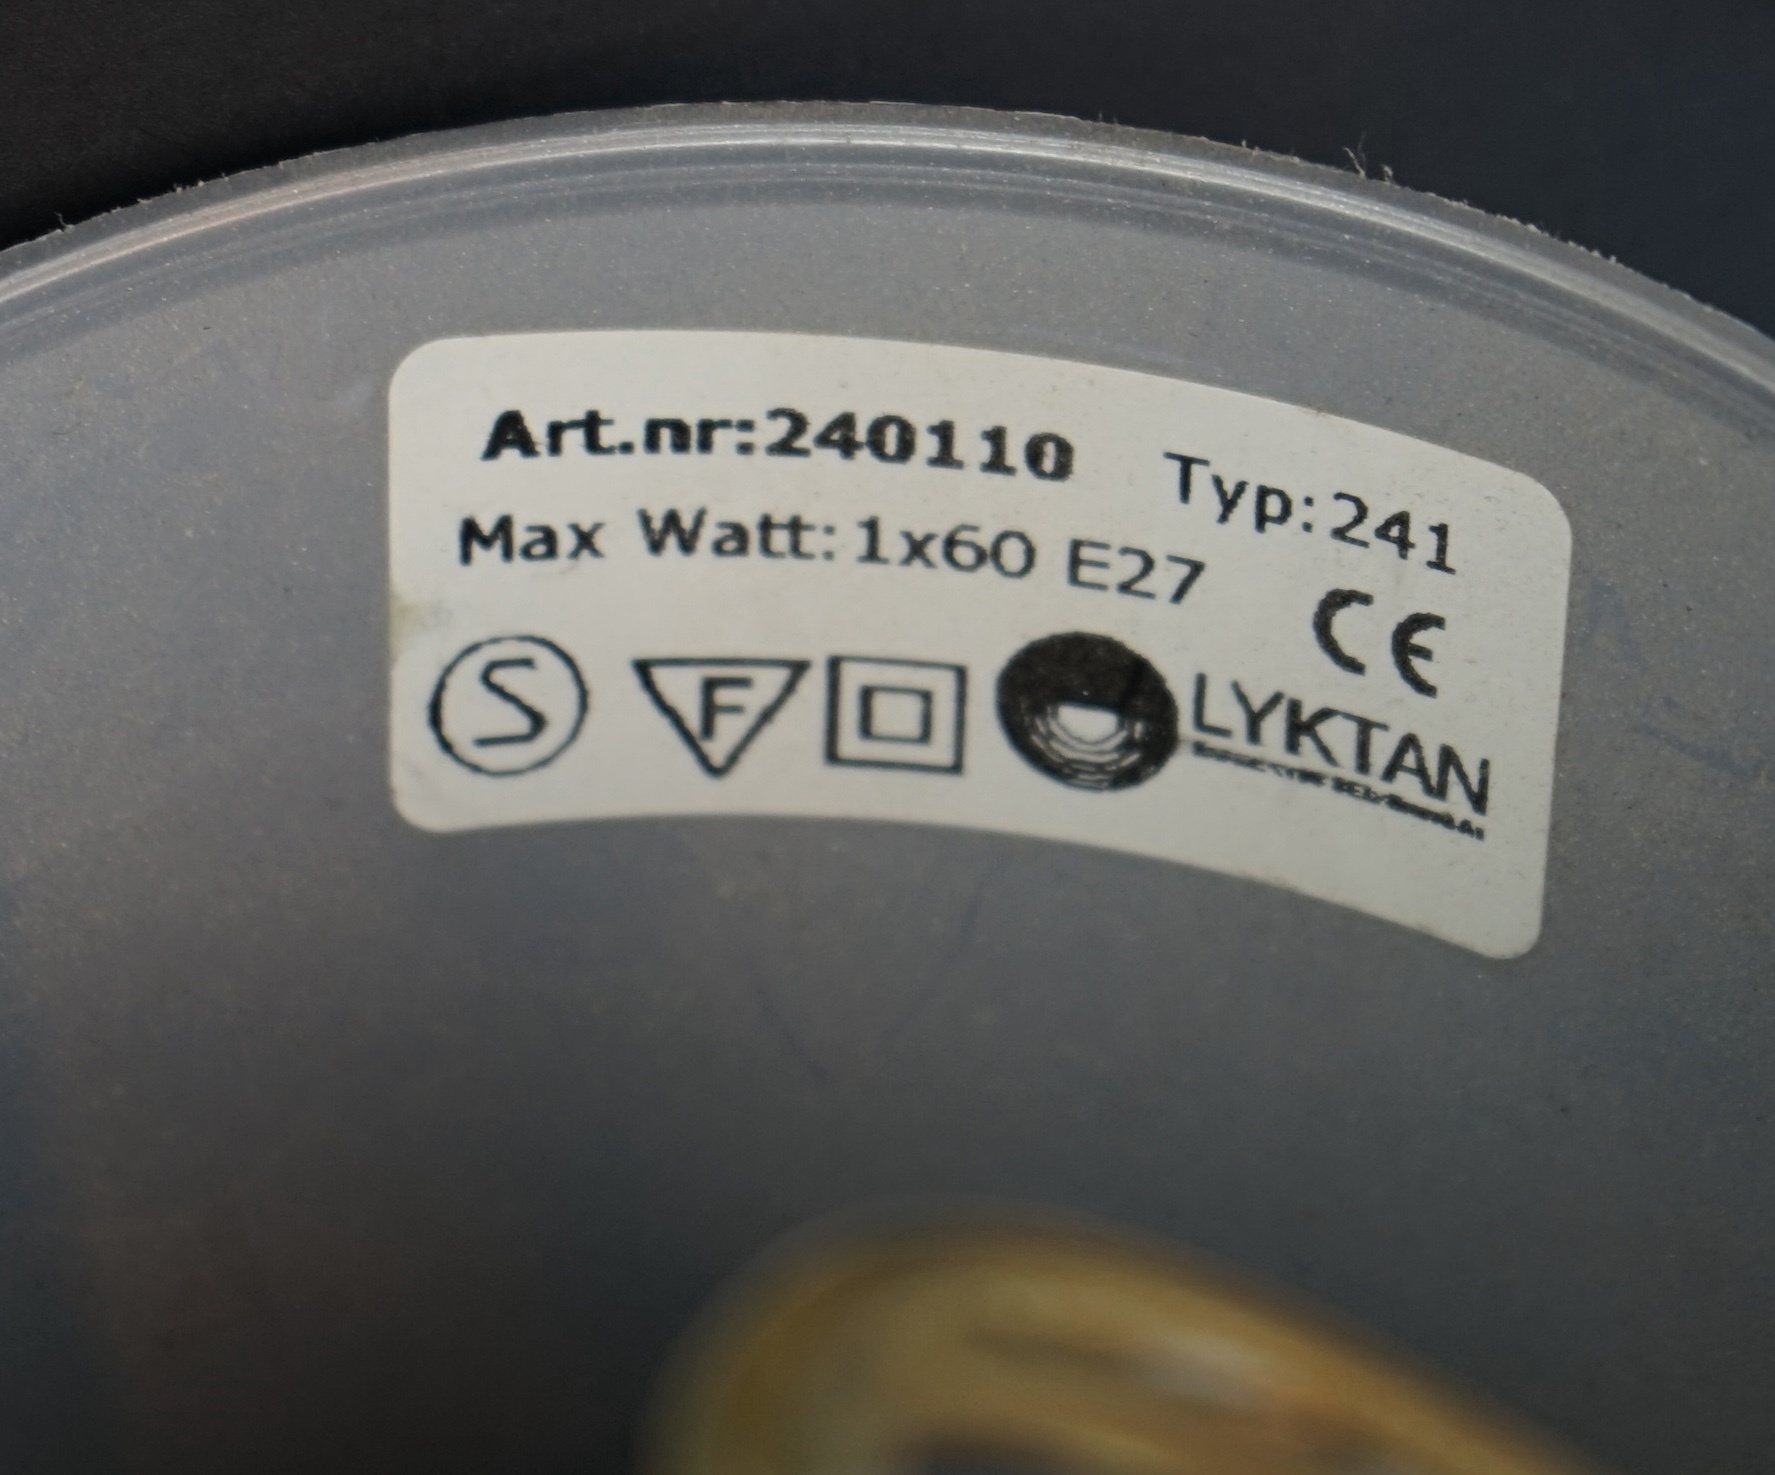 Art.nr:240110 Typ:241
Max Watt:1x60 E27
CE
S F LYKTAN